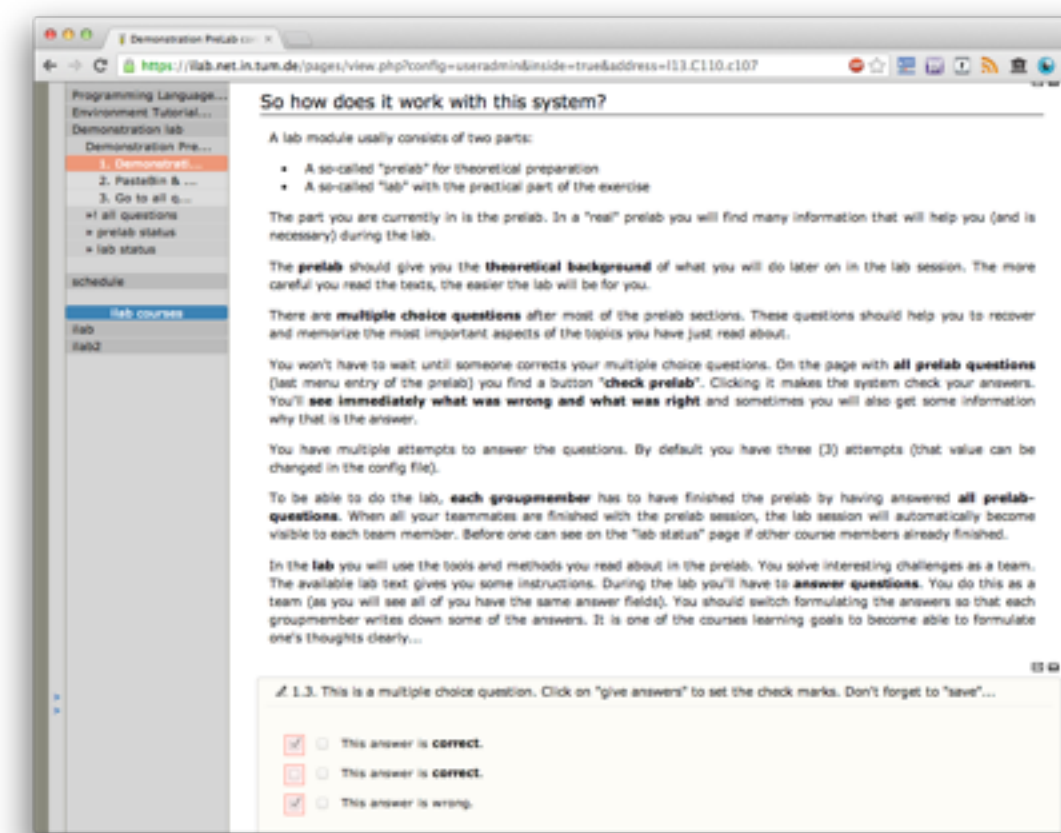 Demonstration PreLab con
https://ilab.net.in.tum.de/pages/view.php?config=useradmin&inside=true&address=I13.C110.c107
Programming Language...
Environment Tutorial...
Demonstration lab
Demonstration Pre...
1. Demonstrati...
2. PasteBin & ...
3. Go to all q...
»! all questions
» prelab status
» lab status
schedule
ilab courses
ilab
ilab2
So how does it work with this system?
A lab module usally consists of two parts:
• A so-called "prelab" for theoretical preparation
• A so-called "lab" with the practical part of the exercise
The part you are currently in is the prelab. In a "real" prelab you will find many information that will help you (and is
necessary) during the lab.
The prelab should give you the theoretical background of what you will do later on in the lab session. The more
careful you read the texts, the easier the lab will be for you.
There are multiple choice questions after most of the prelab sections. These questions should help you to recover
and memorize the most important aspects of the topics you have just read about.
You won't have to wait until someone corrects your multiple choice questions. On the page with all prelab questions
(last menu entry of the prelab) you find a button "check prelab". Clicking it makes the system check your answers.
You'll see immediately what was wrong and what was right and sometimes you will also get some information
why that is the answer.
You have multiple attempts to answer the questions. By default you have three (3) attempts (that value can be
changed in the config file).
To be able to do the lab, each groupmember has to have finished the prelab by having answered all prelab-
questions. When all your teammates are finished with the prelab session, the lab session will automatically become
visible to each team member. Before one can see on the "lab status" page if other course members already finished.
In the lab you will use the tools and methods you read about in the prelab. You solve interesting challenges as a team.
The available lab text gives you some instructions. During the lab you'll have to answer questions. You do this as a
team (as you will see all of you have the same answer fields). You should switch formulating the answers so that each
groupmember writes down some of the answers. It is one of the courses learning goals to become able to formulate
one's thoughts clearly...
1.3. This is a multiple choice question. Click on "give answers" to set the check marks. Don't forget to "save"...
This answer is correct.
This answer is correct.
This answer is wrong.